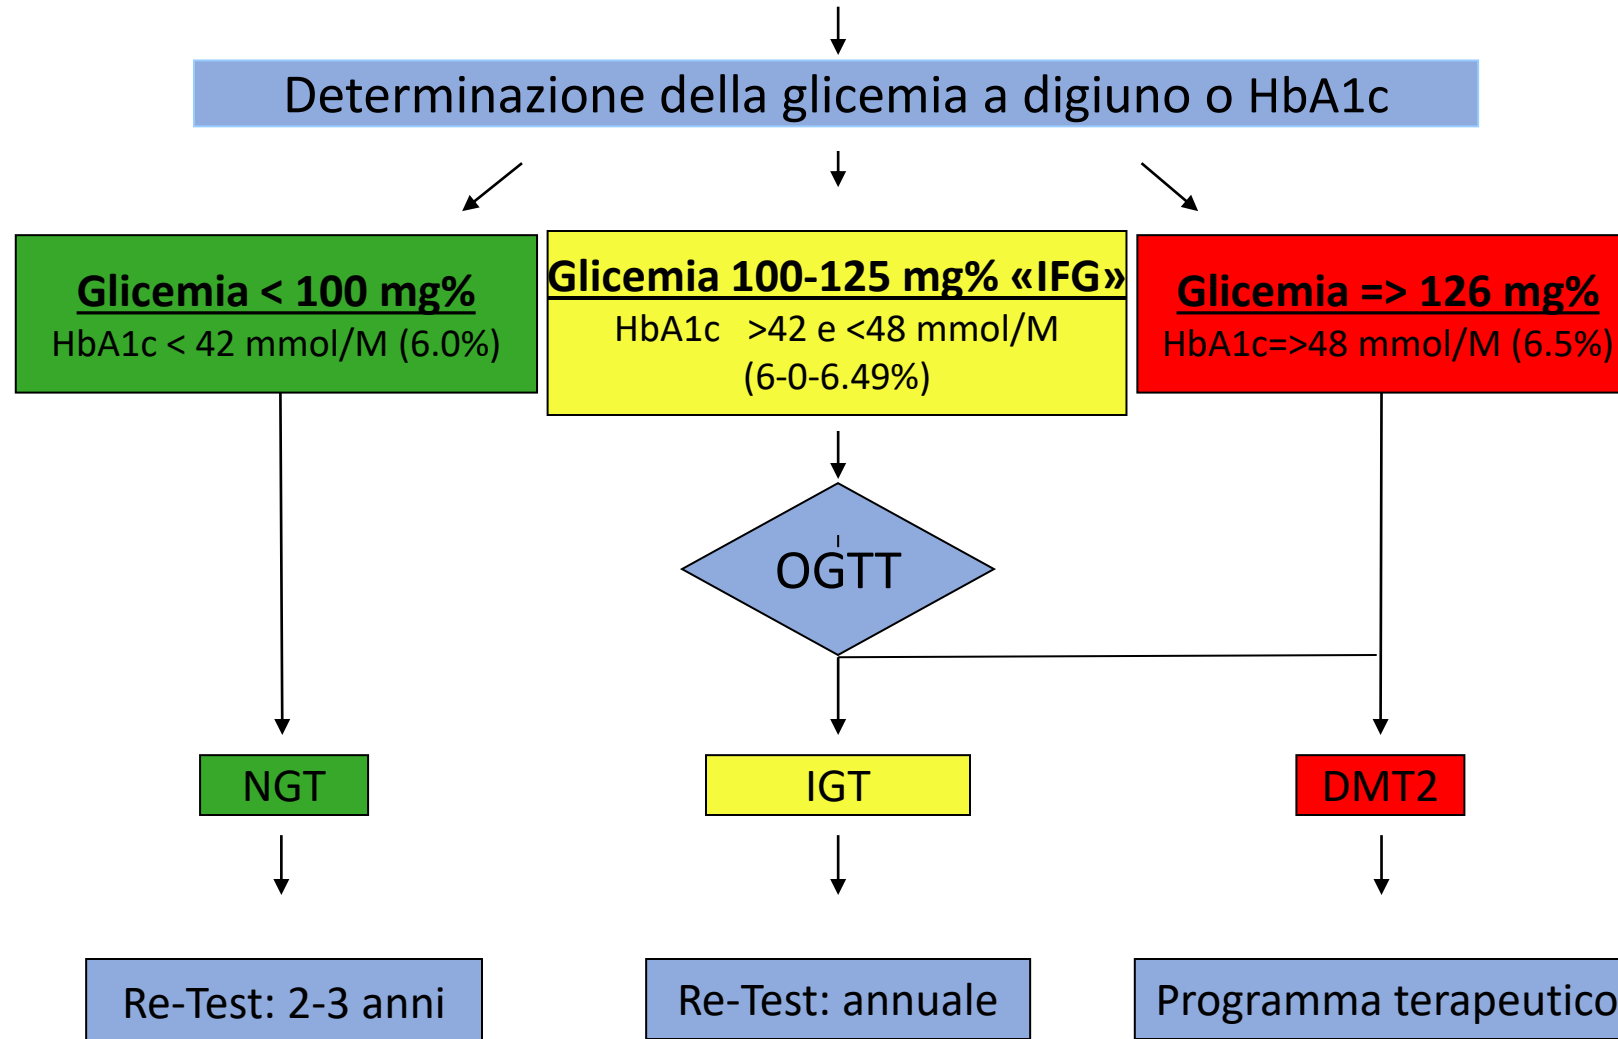 Determinazione della glicemia a digiuno o HbA1c
Glicemia < 100 mg%
HbA1c < 42 mmol/M (6.0%)
Glicemia 100-125 mg% «IFG»
HbA1c >42 e <48 mmol/M
(6-0-6.49%)
Glicemia => 126 mg%
HbA1c=>48 mmol/M (6.5%)
OGTT
NGT
IGT
DMT2
Re-Test: 2-3 anni
Re-Test: annuale
Programma terapeutico